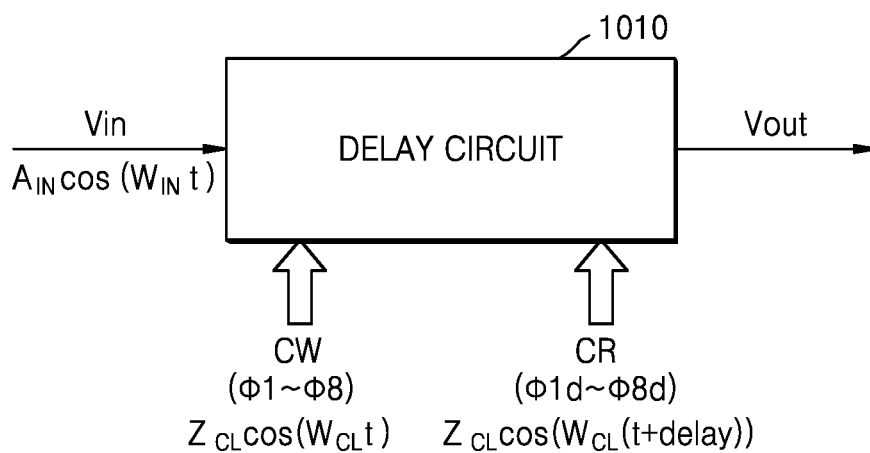 1010
Vin
A_IN cos (W_IN t)
DELAY CIRCUIT
Vout
CW
(Φ1~Φ8)
Z_CL cos(W_CL t)
CR
(Φ1d~Φ8d)
Z_CL cos(W_CL (t+delay))